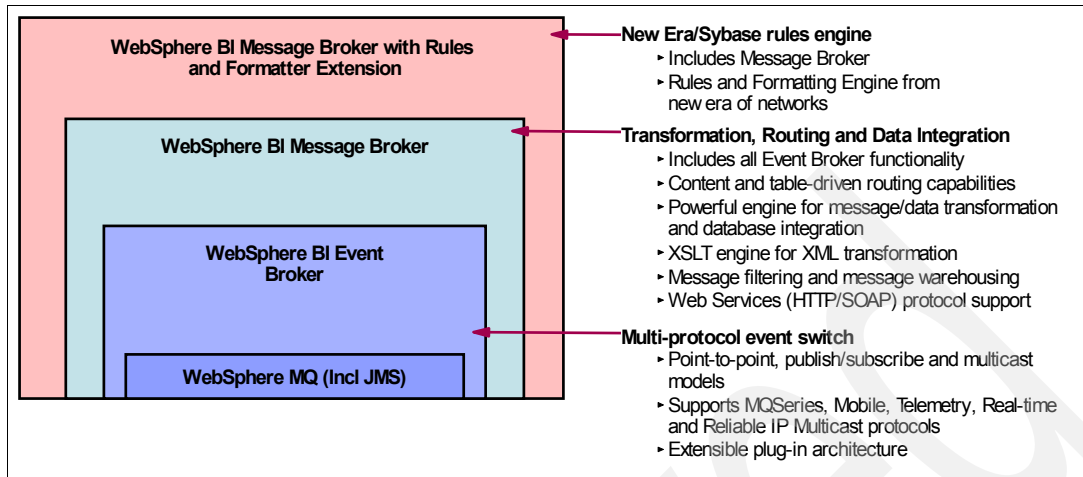 WebSphere BI Message Broker with Rules
and Formatter Extension
WebSphere BI Message Broker
WebSphere BI Event
Broker
WebSphere MQ (Incl JMS)
New Era/Sybase rules engine
‣ Includes Message Broker
‣ Rules and Formatting Engine from
new era of networks
Transformation, Routing and Data Integration
‣ Includes all Event Broker functionality
‣ Content and table-driven routing capabilities
‣ Powerful engine for message/data transformation
and database integration
‣ XSLT engine for XML transformation
‣ Message filtering and message warehousing
‣ Web Services (HTTP/SOAP) protocol support
Multi-protocol event switch
‣ Point-to-point, publish/subscribe and multicast
models
‣ Supports MQSeries, Mobile, Telemetry, Real-time
and Reliable IP Multicast protocols
‣ Extensible plug-in architecture